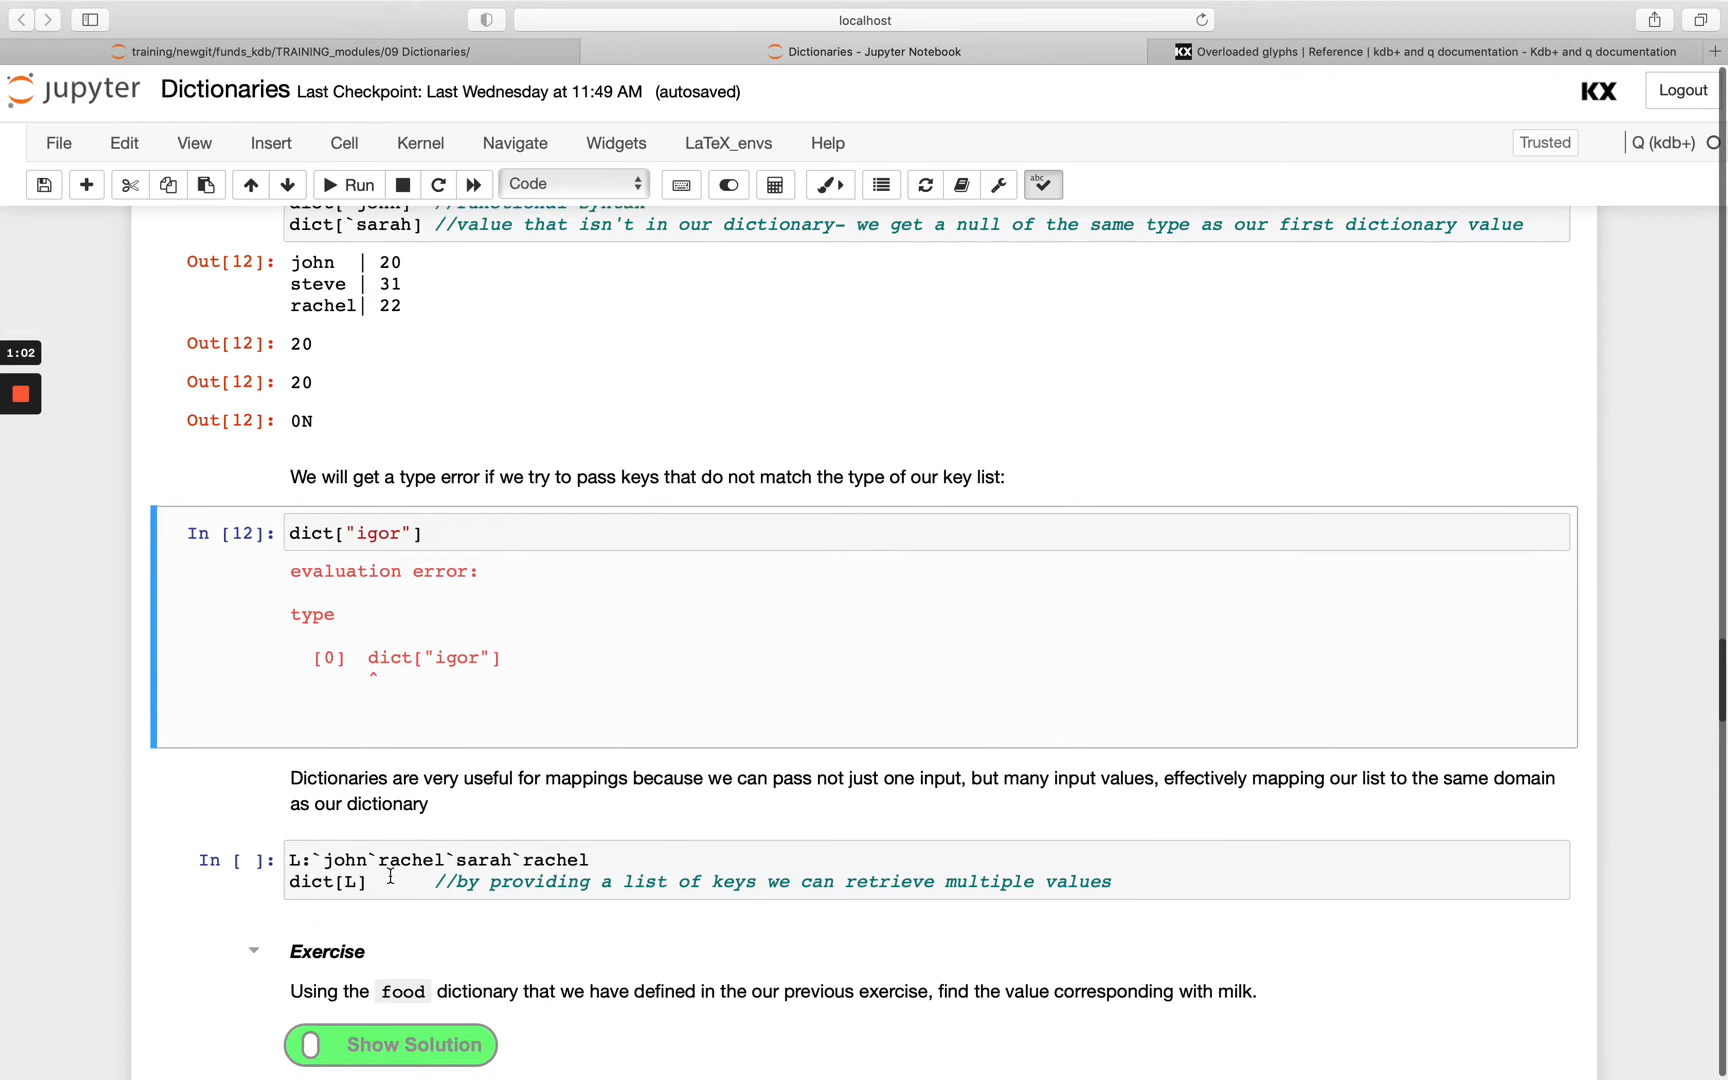 localhost
training/newgit/funds_kdb/TRAINING_modules/09 Dictionaries/
Dictionaries - Jupyter Notebook
KX Overloaded glyphs | Reference | kdb+ and q documentation - Kdb+ and q documentation
jupyter Dictionaries Last Checkpoint: Last Wednesday at 11:49 AM (autosaved)
KX
Logout
File Edit View Insert Cell Kernel Navigate Widgets LaTeX_envs Help
Trusted
Q (kdb+)
Run
Code
abc
dict[`john] //functional syntax
dict[`sarah] //value that isn't in our dictionary- we get a null of the same type as our first dictionary value
Out[12]: john | 20
steve | 31
rachel| 22
1:02
Out[12]: 20
Out[12]: 20
Out[12]: 0N
We will get a type error if we try to pass keys that do not match the type of our key list:
In [12]: dict["igor"]
evaluation error:
type
[0] dict["igor"]
^
Dictionaries are very useful for mappings because we can pass not just one input, but many input values, effectively mapping our list to the same domain
as our dictionary
In [ ]: L:`john`rachel`sarah`rachel
dict[L] //by providing a list of keys we can retrieve multiple values
Exercise
Using the food dictionary that we have defined in the our previous exercise, find the value corresponding with milk.
Show Solution